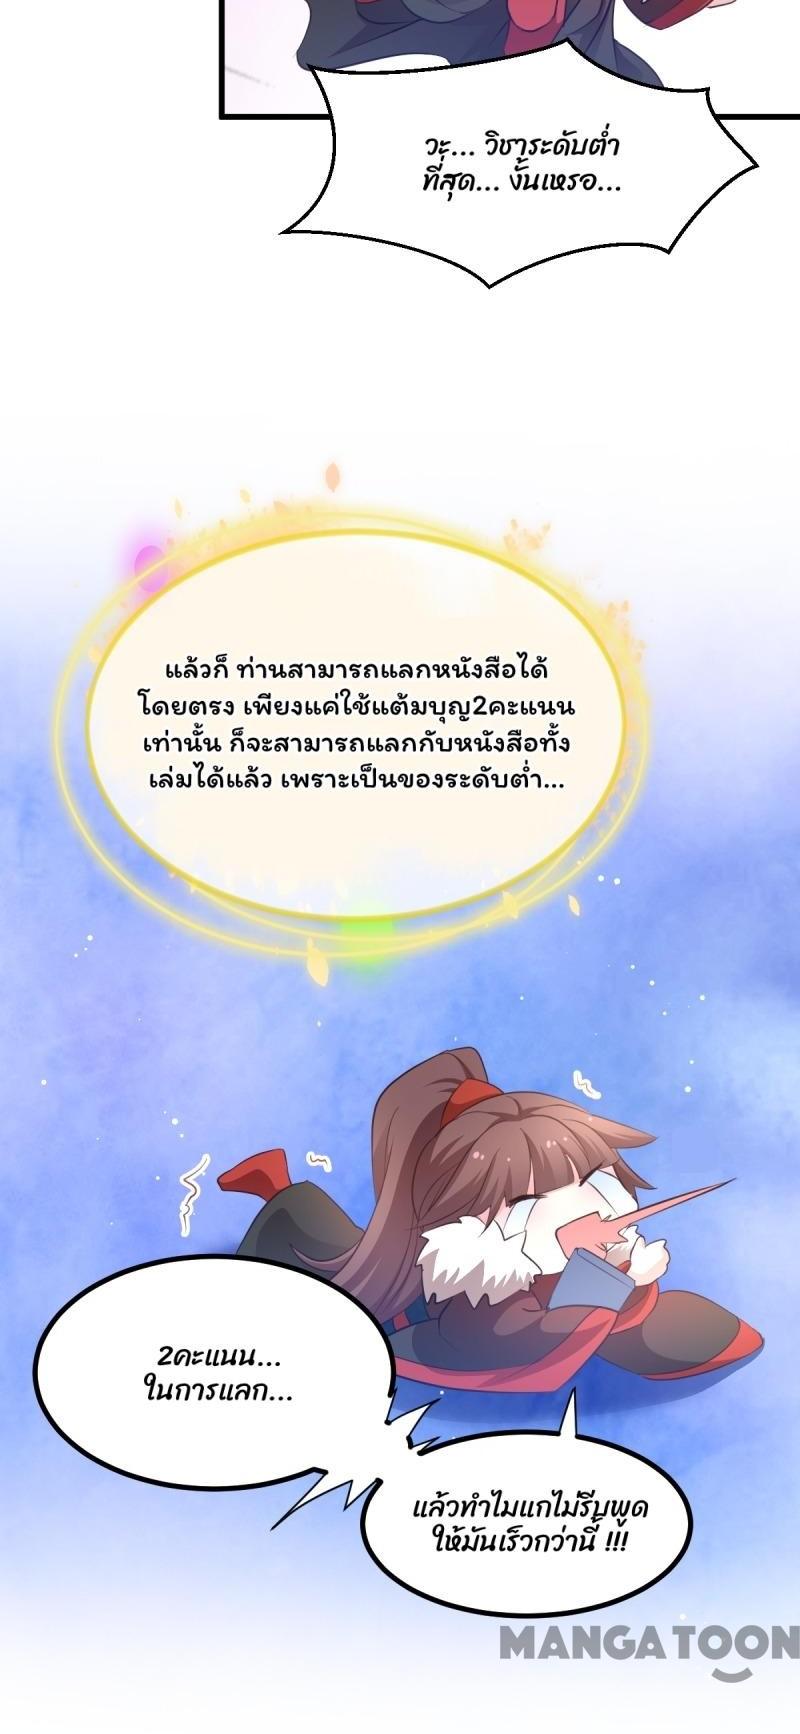 วะ... วิชาระดับต่ำ
ที่สุด... งั้นเหรอ...
แล้วก็ ท่านสามารถแลกหนังสือได้
โดยตรง เพียงแค่ใช้แต้มบุญ2คะแนน
เท่านั้น ก็จะสามารถแลกกับหนังสือทั้ง
เล่มได้แล้ว เพราะเป็นของระดับต่ำ...
2คะแนน...
ในการแลก...
แล้วทำไมแกไม่รีบพูด
ให้มันเร็วกว่านี้ !!!
MANGATOON